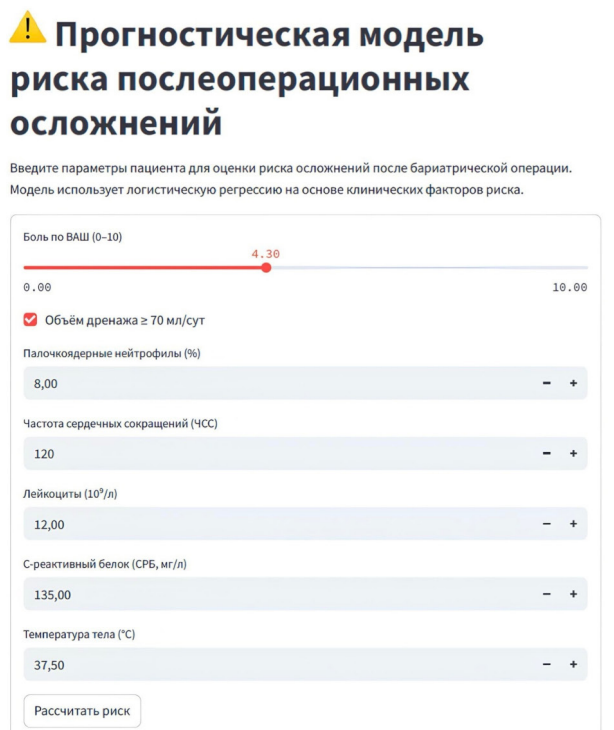 ⚠️ Прогностическая модель
риска послеоперационных
осложнений
Введите параметры пациента для оценки риска осложнений после бариатрической операции.
Модель использует логистическую регрессию на основе клинических факторов риска.
Боль по ВАШ (0–10)
4.30
0.00 10.00
Объём дренажа ≥ 70 мл/сут
Палочкоядерные нейтрофилы (%)
8,00 − +
Частота сердечных сокращений (ЧСС)
120 − +
Лейкоциты (10⁹/л)
12,00 − +
С-реактивный белок (СРБ, мг/л)
135,00 − +
Температура тела (°C)
37,50 − +
Рассчитать риск